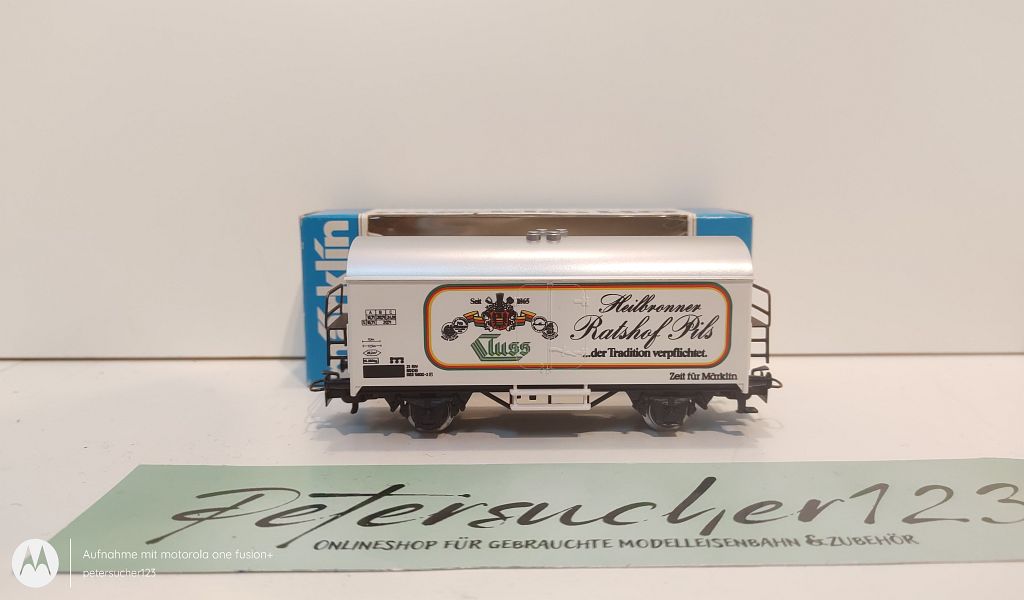 märklin
Seit 1865
Cluss
Heilbronner
Ratshof Pils
...der Tradition verpflichtet.
Zeit für Märklin
Petersucher123
ONLINESHOP FÜR GEBRAUCHTE MODELLEISENBAHN & ZUBEHÖR
Aufnahme mit motorola one fusion+
petersucher123